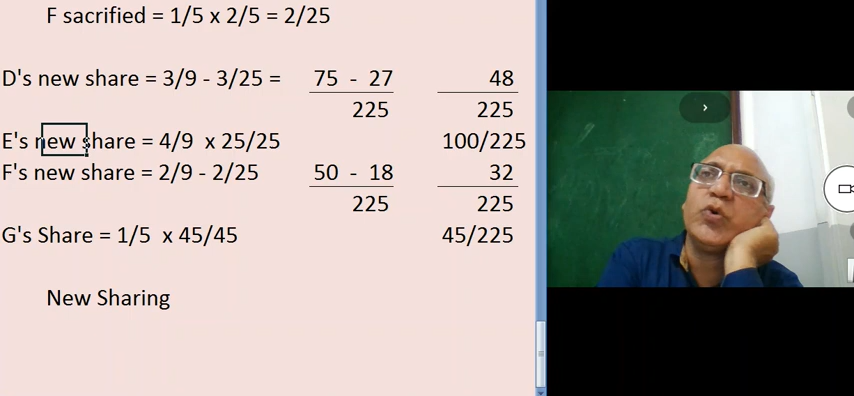 F sacrified = 1/5 x 2/5 = 2/25
D's new share = 3/9 - 3/25 = 75 - 27 48
225 225
E's new share = 4/9 x 25/25 100/225
F's new share = 2/9 - 2/25 50 - 18 32
225 225
G's Share = 1/5 x 45/45 45/225
New Sharing